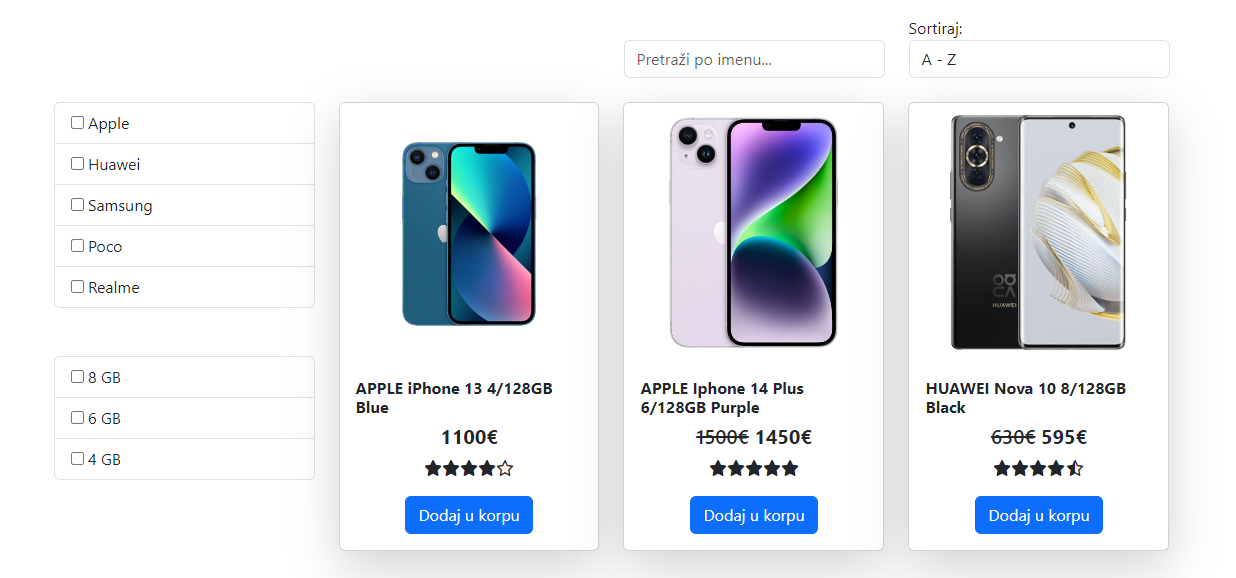 Sortiraj:
Pretraži po imenu...
A - Z
Apple
Huawei
Samsung
Poco
Realme
8 GB
6 GB
4 GB
APPLE iPhone 13 4/128GB
Blue
1100€
Dodaj u korpu
APPLE Iphone 14 Plus
6/128GB Purple
1500€ 1450€
Dodaj u korpu
HUAWEI
HUAWEI Nova 10 8/128GB
Black
630€ 595€
Dodaj u korpu